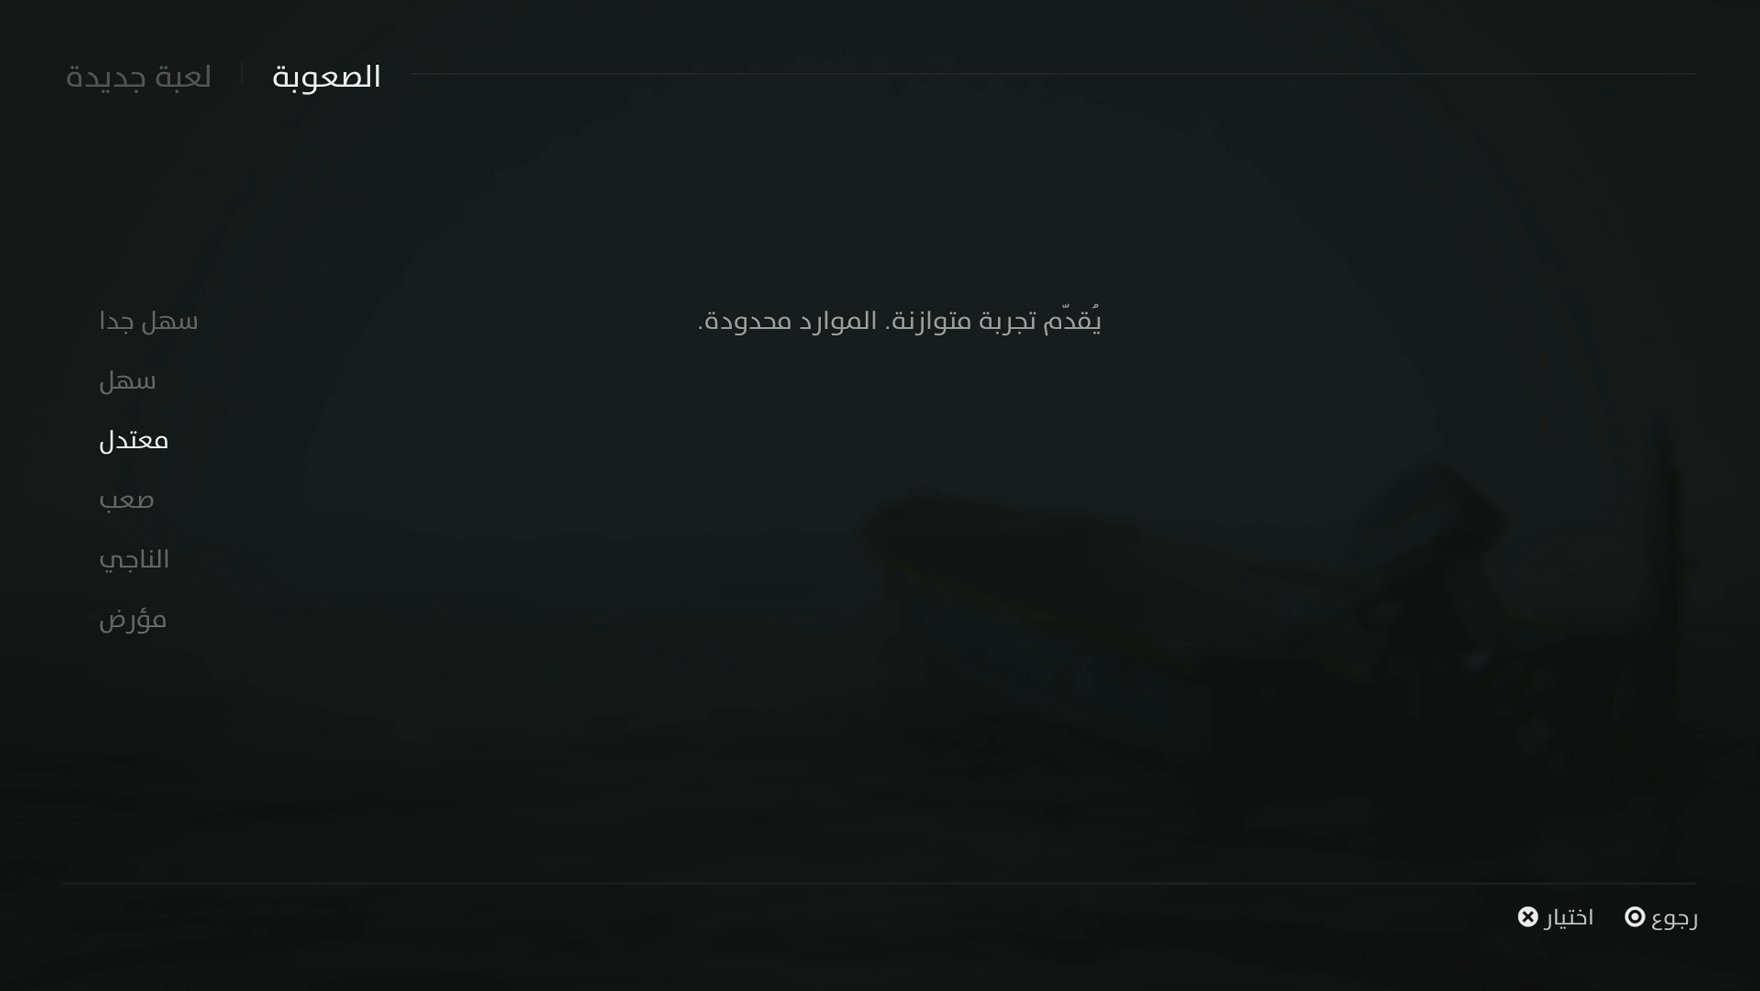 لعبة جديدة
الصعوبة
سهل جدا
سهل
معتدل
صعب
الناجي
مؤرض
يُقدّم تجربة متوازنة. الموارد محدودة.
اختيار
رجوع